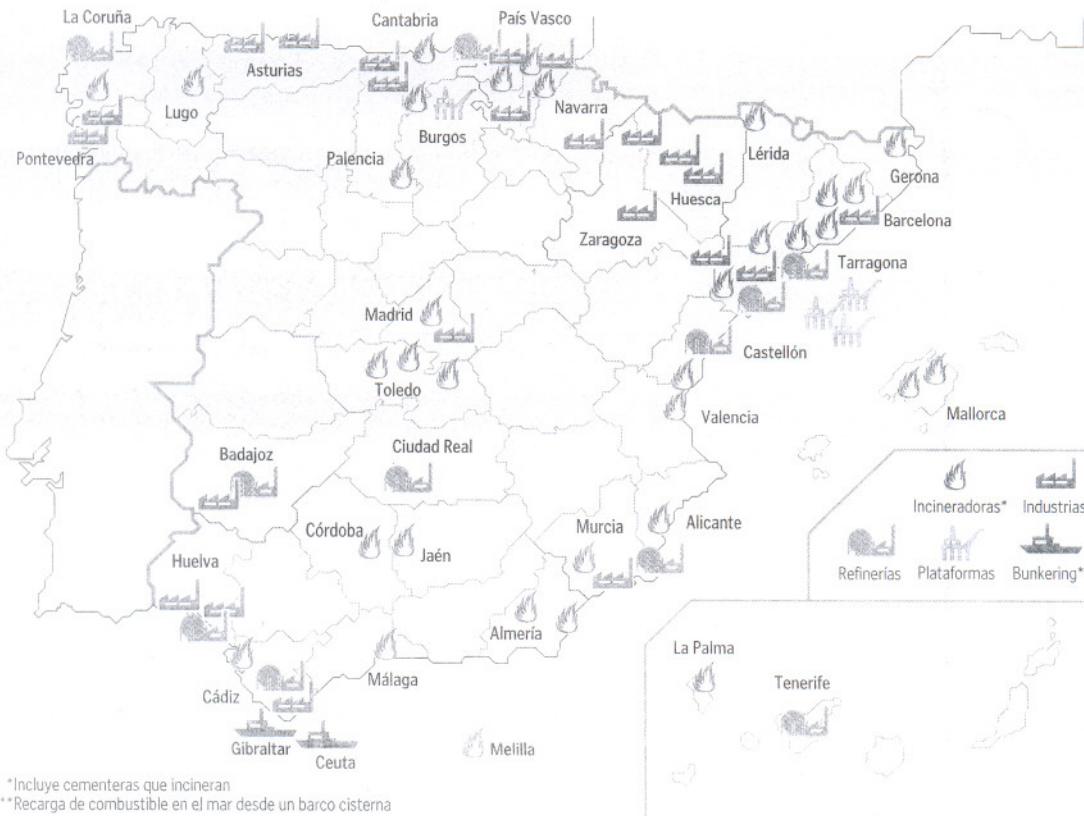 La Coruña
Cantabria
País Vasco
Asturias
Lugo
Navarra
Burgos
Lérida
Pontevedra
Palencia
Gerona
Huesca
Barcelona
Zaragoza
Tarragona
Madrid
Castellón
Toledo
Mallorca
Valencia
Badajoz
Ciudad Real
Incineradoras*
Industrias
Córdoba
Murcia
Alicante
Jaén
Huelva
Refinerías
Plataformas
Bunkering*
Almería
La Palma
Málaga
Tenerife
Cádiz
Gibraltar
Melilla
Ceuta
*Incluye cementeras que incineran
**Recarga de combustible en el mar desde un barco cisterna